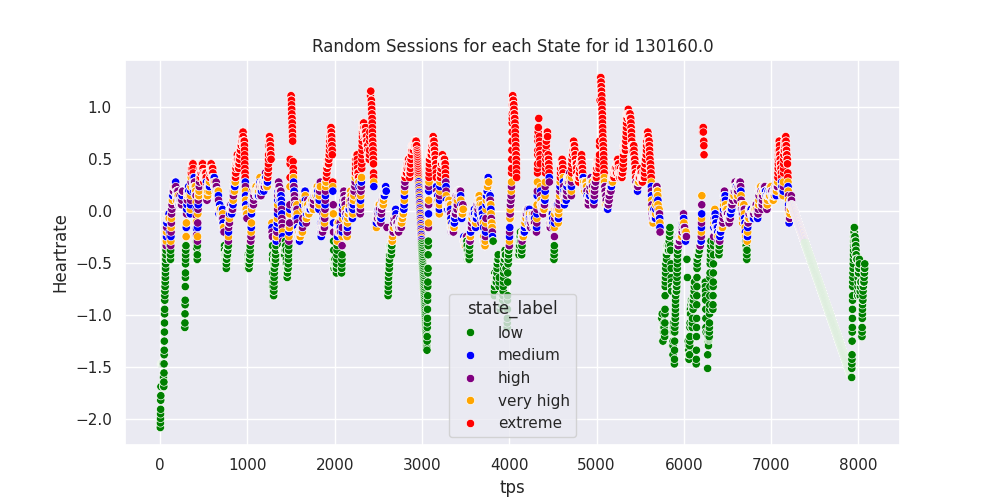 Random Sessions for each State for id 130160.0
Heartrate
1.0
0.5
0.0
−0.5
−1.0
−1.5
−2.0
state_label
low
medium
high
very high
extreme
0 1000 2000 3000 4000 5000 6000 7000 8000
tps